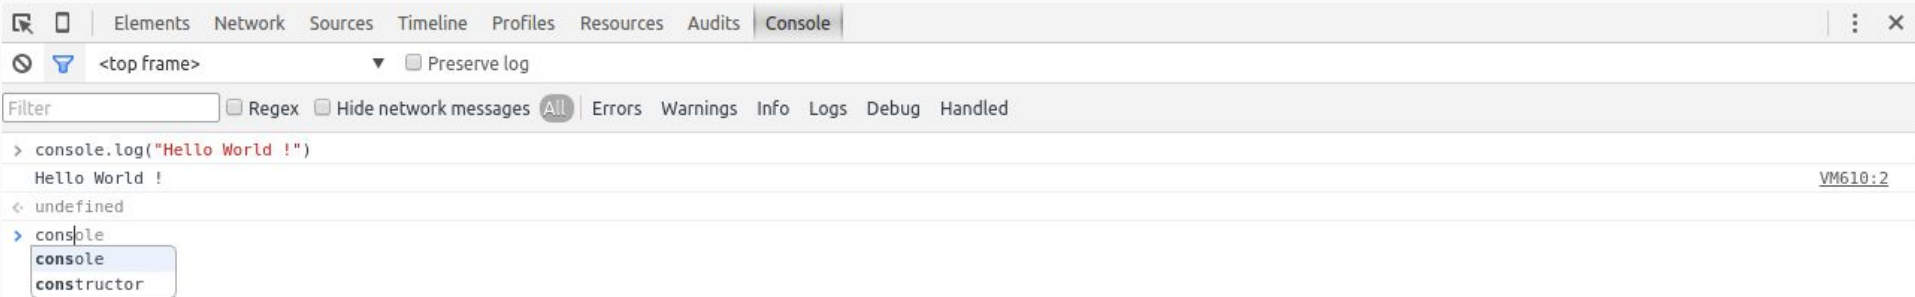 Elements Network Sources Timeline Profiles Resources Audits Console
<top frame> ▼ Preserve log
Filter Regex Hide network messages All Errors Warnings Info Logs Debug Handled
> console.log("Hello World !")
Hello World ! VM610:2
< undefined
> console
console
constructor